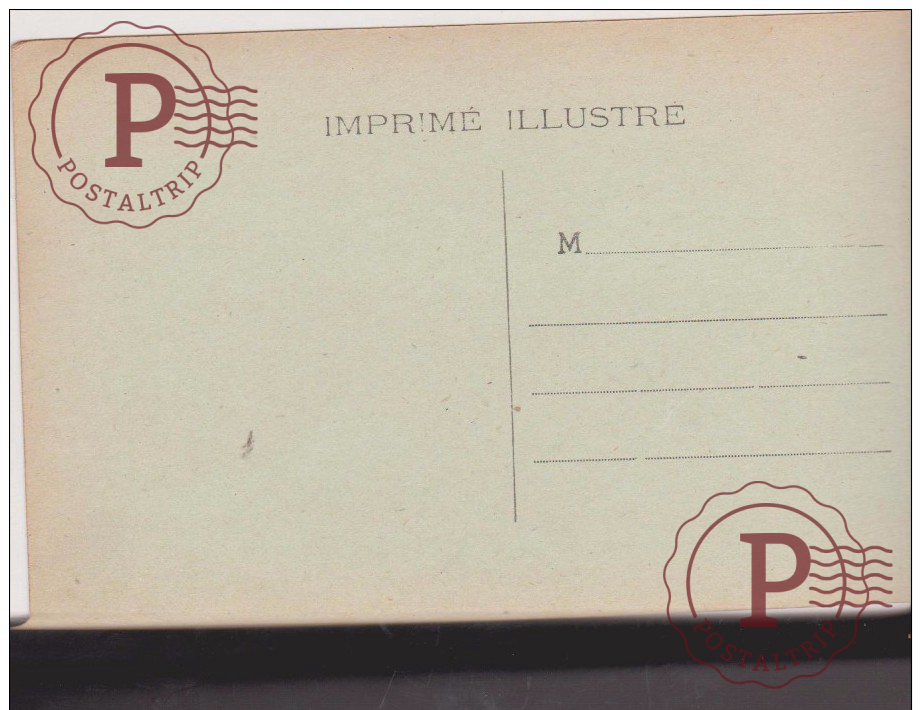 P
POSTALTRIP
IMPRIMÉ ILLUSTRÉ
M
P
POSTALTRIP